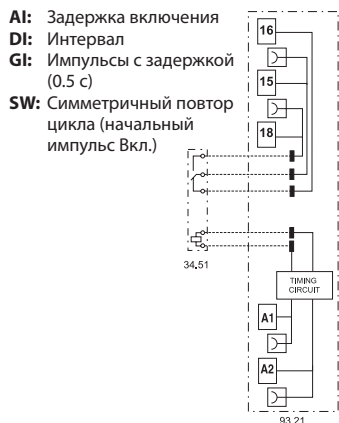 AI: Задержка включения
DI: Интервал
GI: Импульсы с задержкой
(0.5 с)
SW: Симметричный повтор
цикла (начальный
импульс Вкл.)
16
15
18
34.51
TIMING
CIRCUIT
A1
A2
93.21